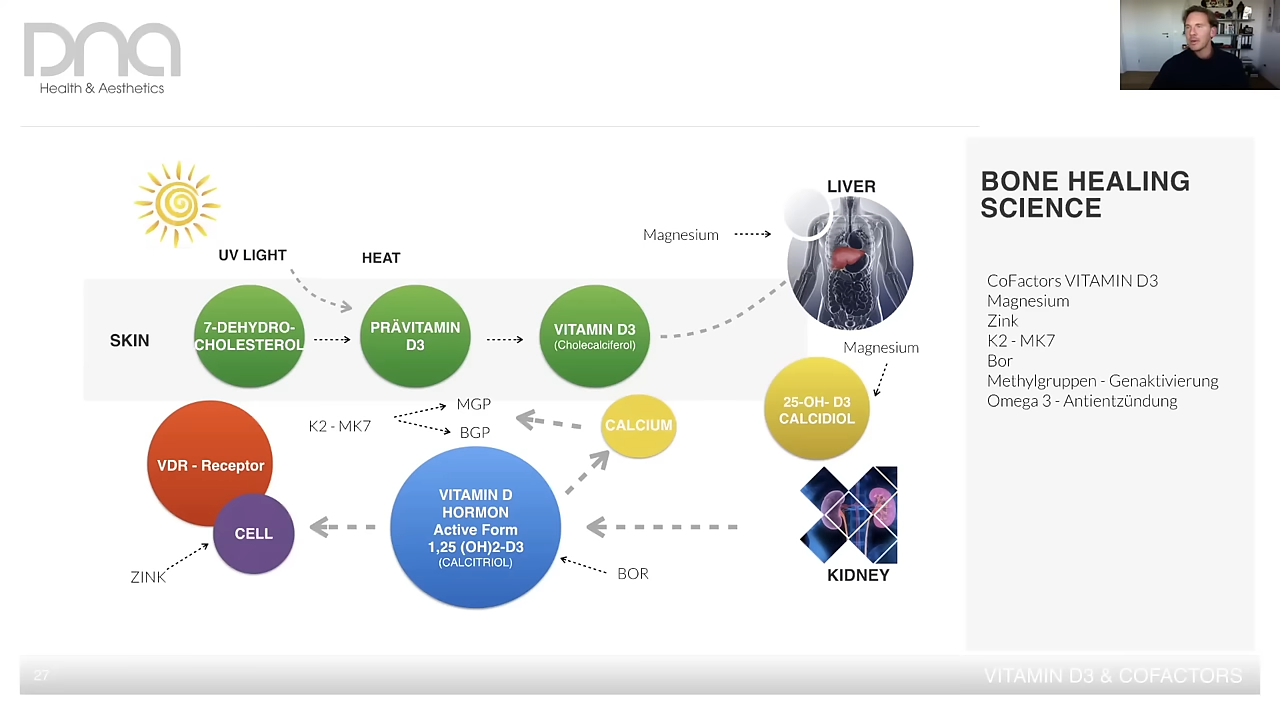 DNA
Health & Aesthetics
LIVER
BONE HEALING
SCIENCE
Magnesium
UV LIGHT
HEAT
CoFactors VITAMIN D3
Magnesium
Zink
K2 - MK7
Bor
Methylgruppen - Genaktivierung
Omega 3 - Antientzündung
SKIN
7-DEHYDRO-
CHOLESTEROL
PRÄVITAMIN
D3
VITAMIN D3
(Cholecalciferol)
Magnesium
25-OH- D3
CALCIDIOL
K2 - MK7
MGP
BGP
CALCIUM
VDR - Receptor
CELL
ZINK
VITAMIN D
HORMON
Active Form
1,25 (OH)2-D3
(CALCITRIOL)
BOR
KIDNEY
27
VITAMIN D3 & COFACTORS